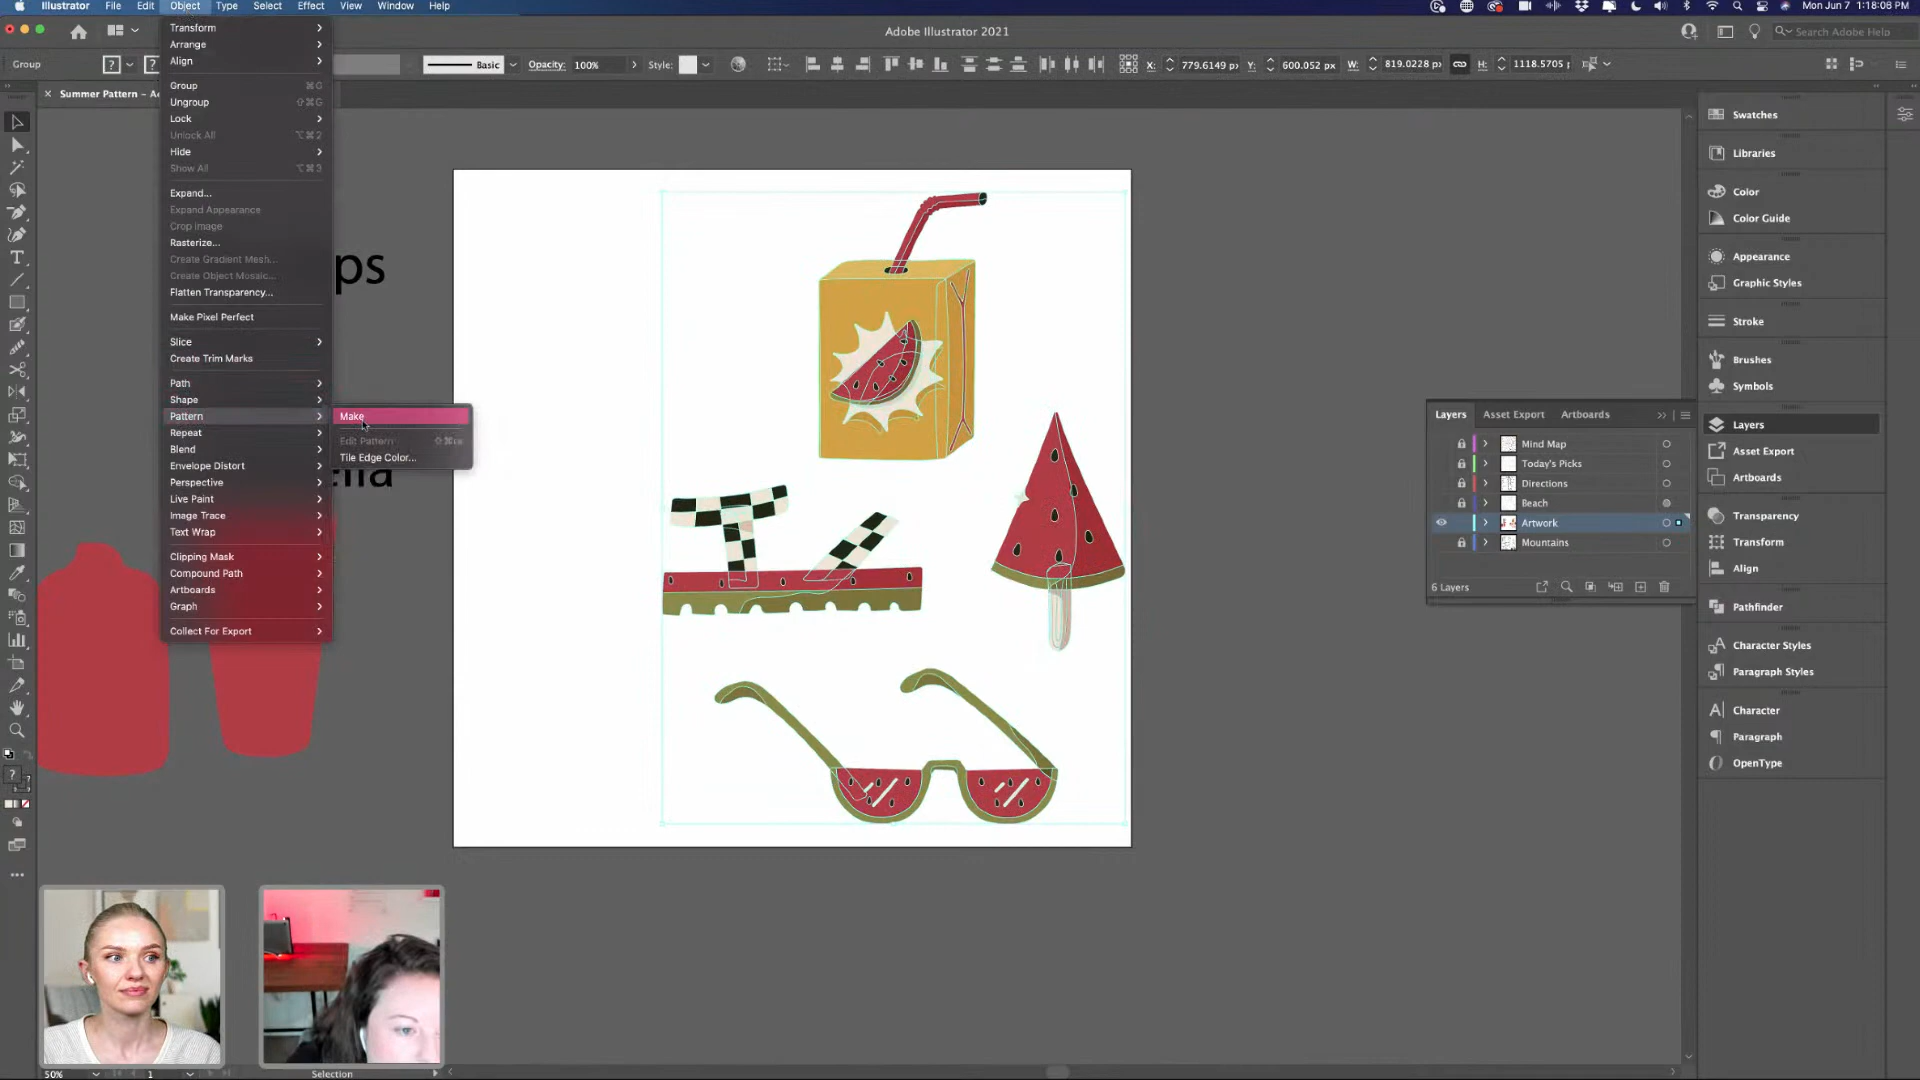 Illustrator File Edit Object Type Select Effect View Window Help
Mon Jun 7 1:18:08 PM
Adobe Illustrator 2021
Search Adobe Help
Group
Basic
Opacity: 100%
Style:
X: 779.6149 p
Y: 600.052 px
W: 819.0228 p
H: 1118.5705
Summer Pattern
Transform
Arrange
Align
Group ⌘G
Ungroup ⇧⌘G
Lock
Unlock All ⌥⌘2
Hide
Show All ⌥⌘3
Expand...
Expand Appearance
Crop Image
Rasterize...
Create Gradient Mesh...
Create Object Mosaic...
Flatten Transparency...
Make Pixel Perfect
Slice
Create Trim Marks
Path
Shape
Pattern
Repeat
Blend
Envelope Distort
Perspective
Live Paint
Image Trace
Text Wrap
Clipping Mask
Compound Path
Artboards
Graph
Collect For Export
Make
Edit Pattern
Tile Edge Color...
ps
ella
Layers Asset Export Artboards
Mind Map
Today's Picks
Directions
Beach
Artwork
Mountains
6 Layers
Swatches
Libraries
Color
Color Guide
Appearance
Graphic Styles
Stroke
Brushes
Symbols
Layers
Asset Export
Artboards
Transparency
Transform
Align
Pathfinder
Character Styles
Paragraph Styles
Character
Paragraph
OpenType
50%
1
Selection